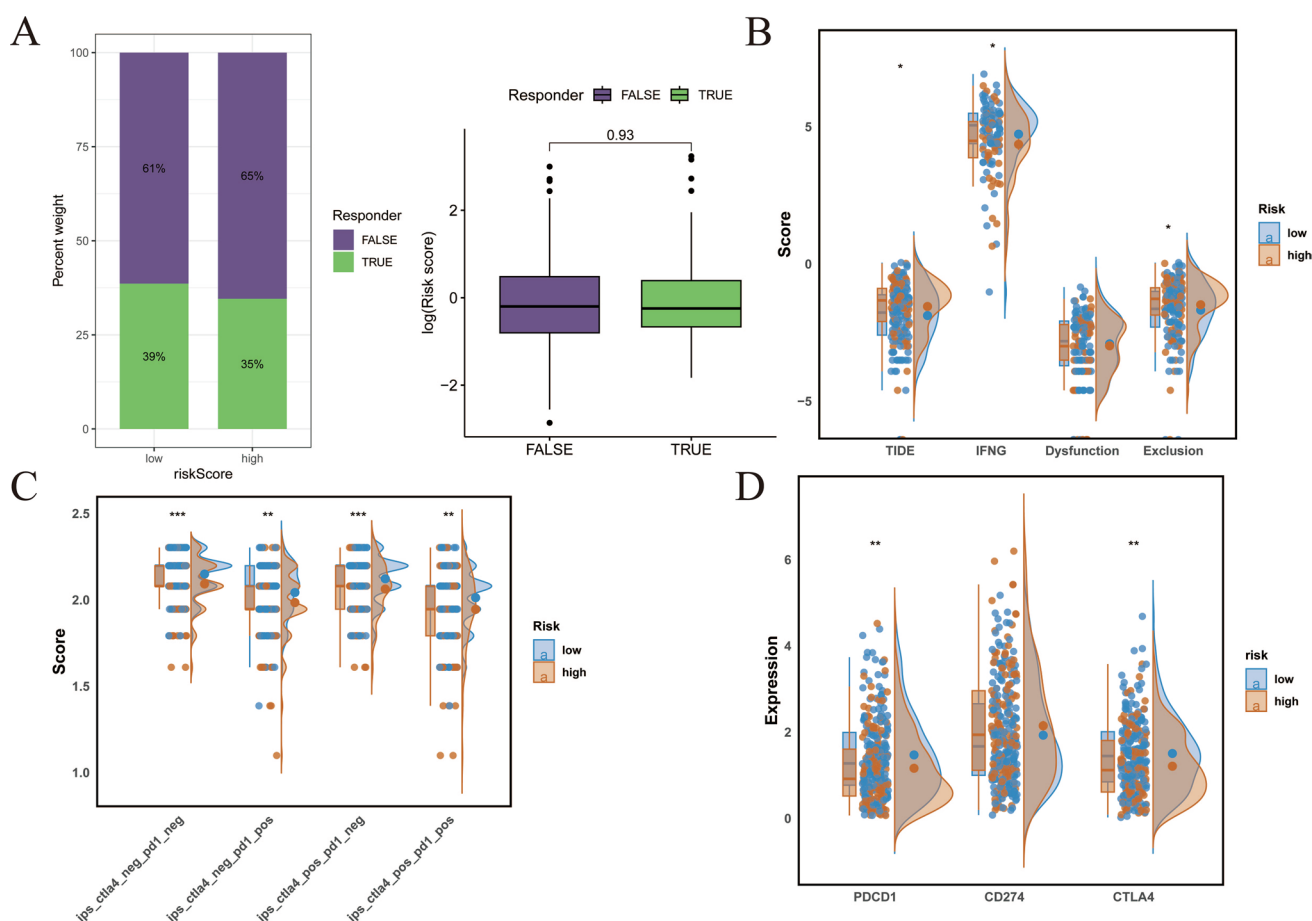 A
100
75
50
25
0
Percent weight
61%
65%
39%
35%
low
high
riskScore
Responder
FALSE
TRUE
Responder
FALSE
TRUE
0.93
log(Risk score)
2
0
−2
FALSE
TRUE
B
*
*
*
Score
5
0
−5
TIDE
IFNG
Dysfunction
Exclusion
Risk
a low
a high
C
***
**
***
**
Score
2.5
2.0
1.5
1.0
ips_ctla4_neg_pd1_neg
ips_ctla4_neg_pd1_pos
ips_ctla4_pos_pd1_neg
ips_ctla4_pos_pd1_pos
Risk
a low
a high
D
**
**
Expression
6
4
2
0
PDCD1
CD274
CTLA4
risk
a low
a high